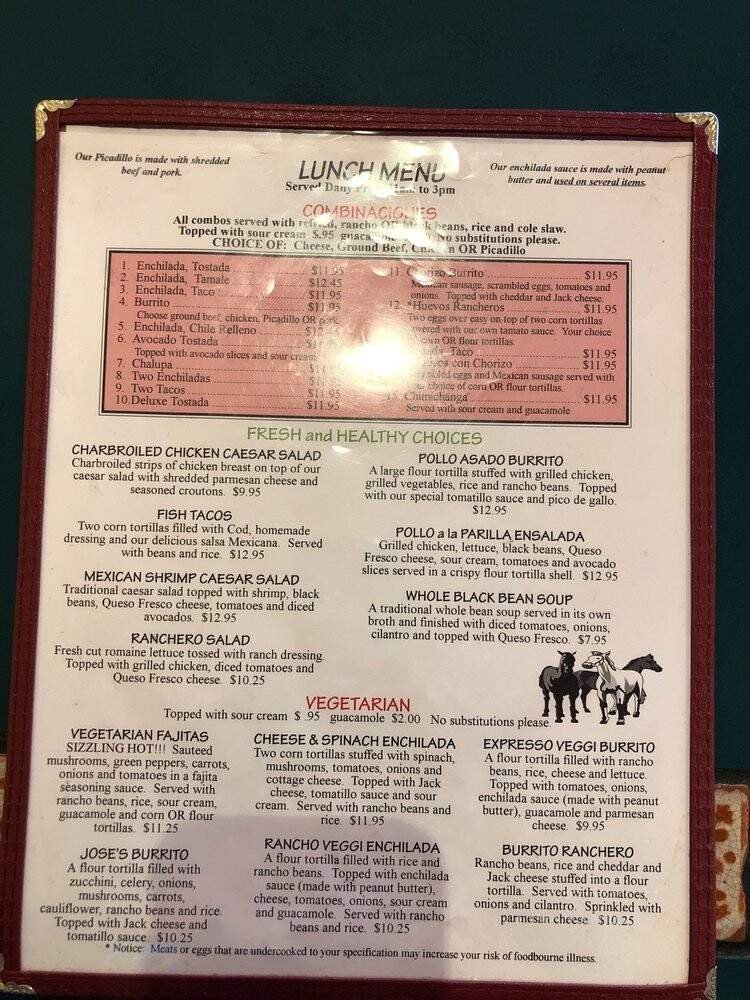 Our Picadillo is made with shredded
beef and pork.
LUNCH MENU
Served Daily From 11am to 3pm
Our enchilada sauce is made with peanut
butter and used on several items.
COMBINACIONES
All combos served with refried, rancho OR black beans, rice and cole slaw.
Topped with sour cream $.95 guacamole No substitutions please.
CHOICE OF: Cheese, Ground Beef, Chicken OR Picadillo
1. Enchilada, Tostada $11.95
2. Enchilada, Tamale $12.45
3. Enchilada, Taco $11.95
4. Burrito $11.95
Choose ground beef, chicken, Picadillo OR pork
5. Enchilada, Chile Relleno
6. Avocado Tostada
Topped with avocado slices and sour cream
7. Chalupa
8. Two Enchiladas
9. Two Tacos $11.95
10. Deluxe Tostada $11.95
11. Chorizo Burrito $11.95
Mexican sausage, scrambled eggs, tomatoes and
onions. Topped with cheddar and Jack cheese.
12. *Huevos Rancheros $11.95
Two eggs over easy on top of two corn tortillas
covered with our own tamato sauce. Your choice
corn OR flour tortillas.
Taco $11.95
con Chorizo $11.95
Scrambled eggs and Mexican sausage served with
your choice of corn OR flour tortillas.
15. Chimichanga $11.95
Served with sour cream and guacamole
FRESH and HEALTHY CHOICES
CHARBROILED CHICKEN CAESAR SALAD
Charbroiled strips of chicken breast on top of our
caesar salad with shredded parmesan cheese and
seasoned croutons. $9.95
FISH TACOS
Two corn tortillas filled with Cod, homemade
dressing and our delicious salsa Mexicana. Served
with beans and rice. $12.95
MEXICAN SHRIMP CAESAR SALAD
Traditional caesar salad topped with shrimp, black
beans, Queso Fresco cheese, tomatoes and diced
avocados. $12.95
RANCHERO SALAD
Fresh cut romaine lettuce tossed with ranch dressing.
Topped with grilled chicken, diced tomatoes and
Queso Fresco cheese. $10.25
POLLO ASADO BURRITO
A large flour tortilla stuffed with grilled chicken,
grilled vegetables, rice and rancho beans. Topped
with our special tomatillo sauce and pico de gallo.
$12.95
POLLO a la PARILLA ENSALADA
Grilled chicken, lettuce, black beans, Queso
Fresco cheese, sour cream, tomatoes and avocado
slices served in a crispy flour tortilla shell. $12.95
WHOLE BLACK BEAN SOUP
A traditional whole bean soup served in its own
broth and finished with diced tomatoes, onions,
cilantro and topped with Queso Fresco. $7.95
VEGETARIAN
Topped with sour cream $ .95 guacamole $2.00 No substitutions please.
VEGETARIAN FAJITAS
SIZZLING HOT!!! Sauteed
mushrooms, green peppers, carrots,
onions and tomatoes in a fajita
seasoning sauce. Served with
rancho beans, rice, sour cream,
guacamole and corn OR flour
tortillas. $11.25
JOSE'S BURRITO
A flour tortilla filled with
zucchini, celery, onions,
mushrooms, carrots,
cauliflower, rancho beans and rice.
Topped with Jack cheese and
tomatillo sauce. $10.25
CHEESE & SPINACH ENCHILADA
Two corn tortillas stuffed with spinach,
mushrooms, tomatoes, onions and
cottage cheese. Topped with Jack
cheese, tomatillo sauce and sour
cream. Served with rancho beans and
rice. $11.95
RANCHO VEGGI ENCHILADA
A flour tortilla filled with rice and
rancho beans. Topped with enchilada
sauce (made with peanut butter),
cheese, tomatoes, onions, sour cream
and guacamole. Served with rancho
beans and rice. $10.25
EXPRESSO VEGGI BURRITO
A flour tortilla filled with rancho
beans, rice, cheese and lettuce.
Topped with tomatoes, onions,
enchilada sauce (made with peanut
butter), guacamole and parmesan
cheese. $9.95
BURRITO RANCHERO
Rancho beans, rice and cheddar and
Jack cheese stuffed into a flour
tortilla. Served with tomatoes,
onions and cilantro. Sprinkled with
parmesan cheese $10.25
* Notice: Meats or eggs that are undercooked to your specification may increase your risk of foodbourne illness.